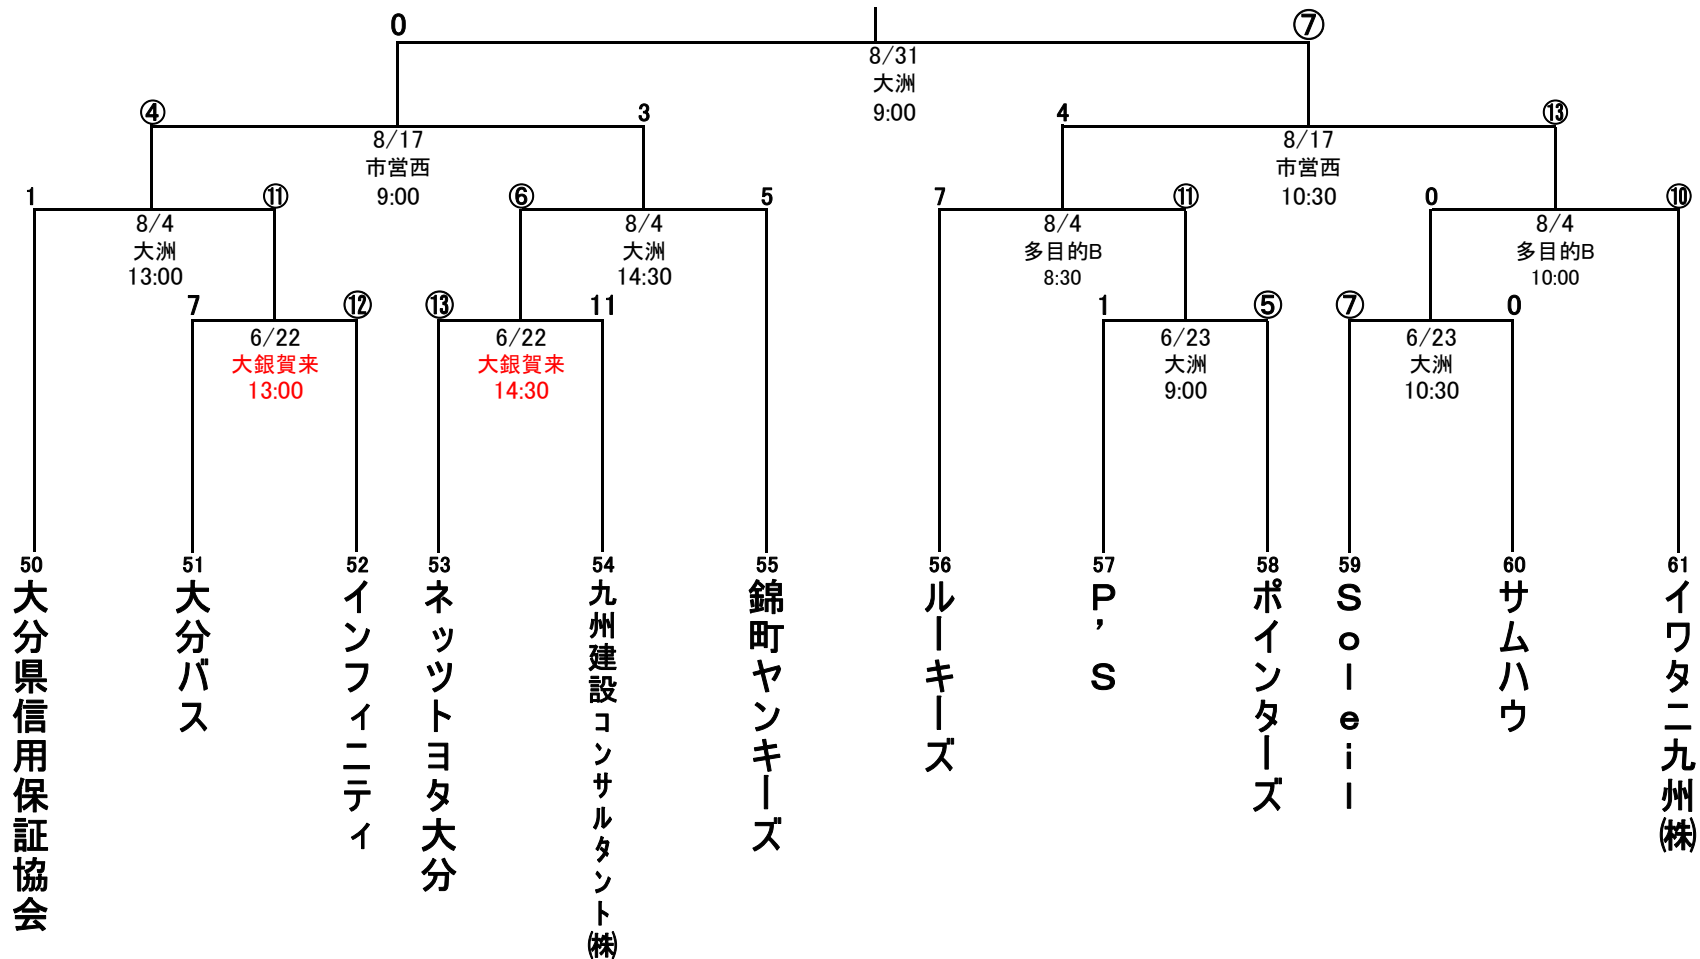 0 ⑦
8/31
大洲
9:00
④ 3 4 ⑬
8/17 8/17
市営西 市営西
9:00 10:30
1 ⑪ ⑥ 5 7 ⑪ 0 ⑩
8/4 8/4 8/4 8/4
大洲 大洲 多目的B 多目的B
13:00 14:30 8:30 10:00
7 ⑫ ⑬ 11 1 ⑤ ⑦ 0
6/22 6/22 6/23 6/23
大銀賀来 大銀賀来 大洲 大洲
13:00 14:30 9:00 10:30
50 51 52 53 54 55 56 57 58 59 60 61
大分県信用保証協会
大分バス
インフィニティ
ネッツトヨタ大分
九州建設コンサルタント㈱
錦町ヤンキーズ
ルーキーズ
P’S
ポインターズ
Soleil
サムハウ
イワタニ九州㈱